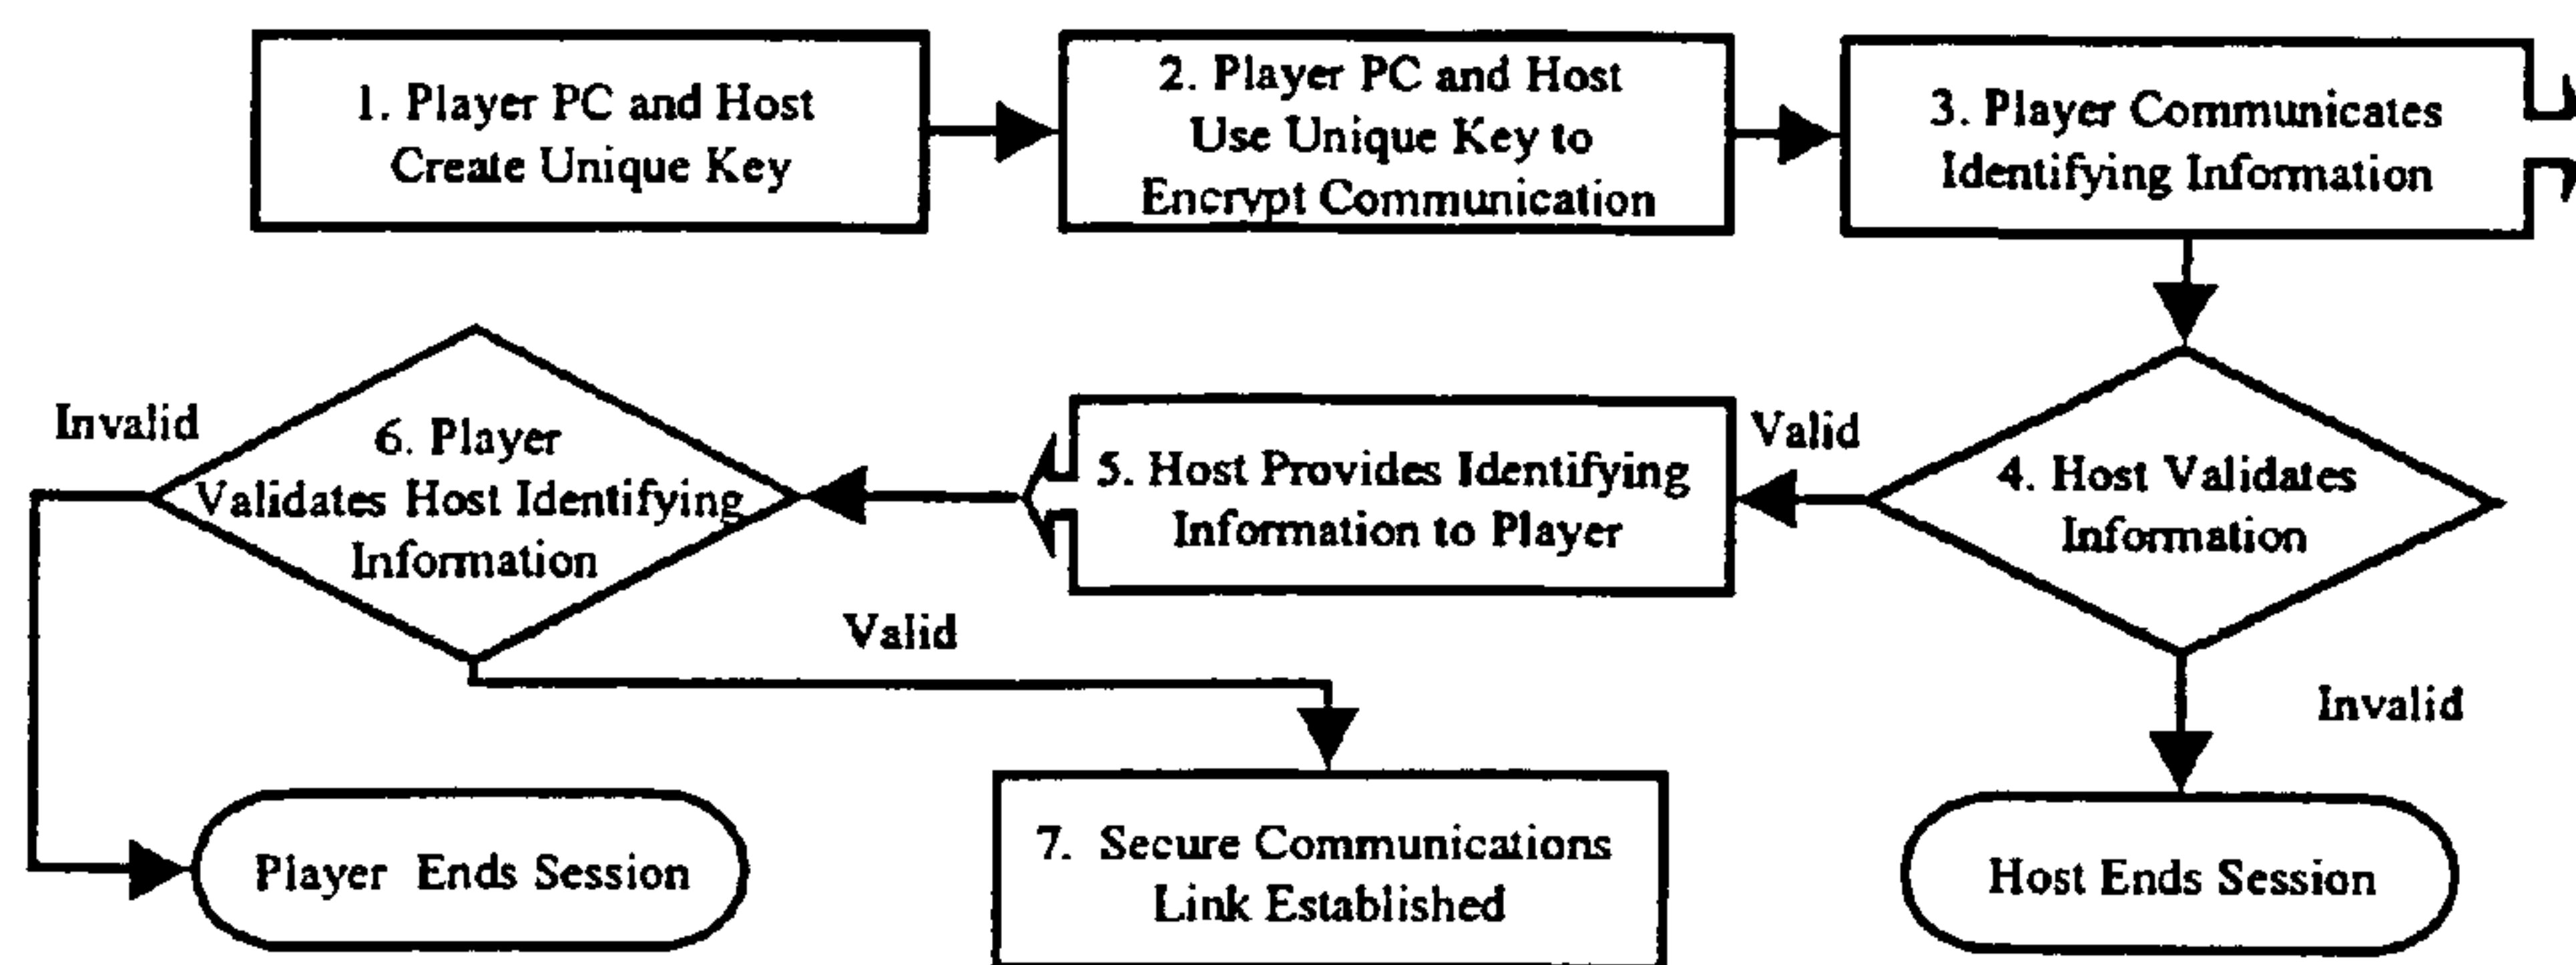 1. Player PC and Host
Create Unique Key
2. Player PC and Host
Use Unique Key to
Encrypt Communication
3. Player Communicates
Identifying Information
4. Host Validates
Information
Valid
Invalid
5. Host Provides Identifying
Information to Player
6. Player
Validates Host Identifying
Information
Invalid
Valid
7. Secure Communications
Link Established
Player Ends Session
Host Ends Session